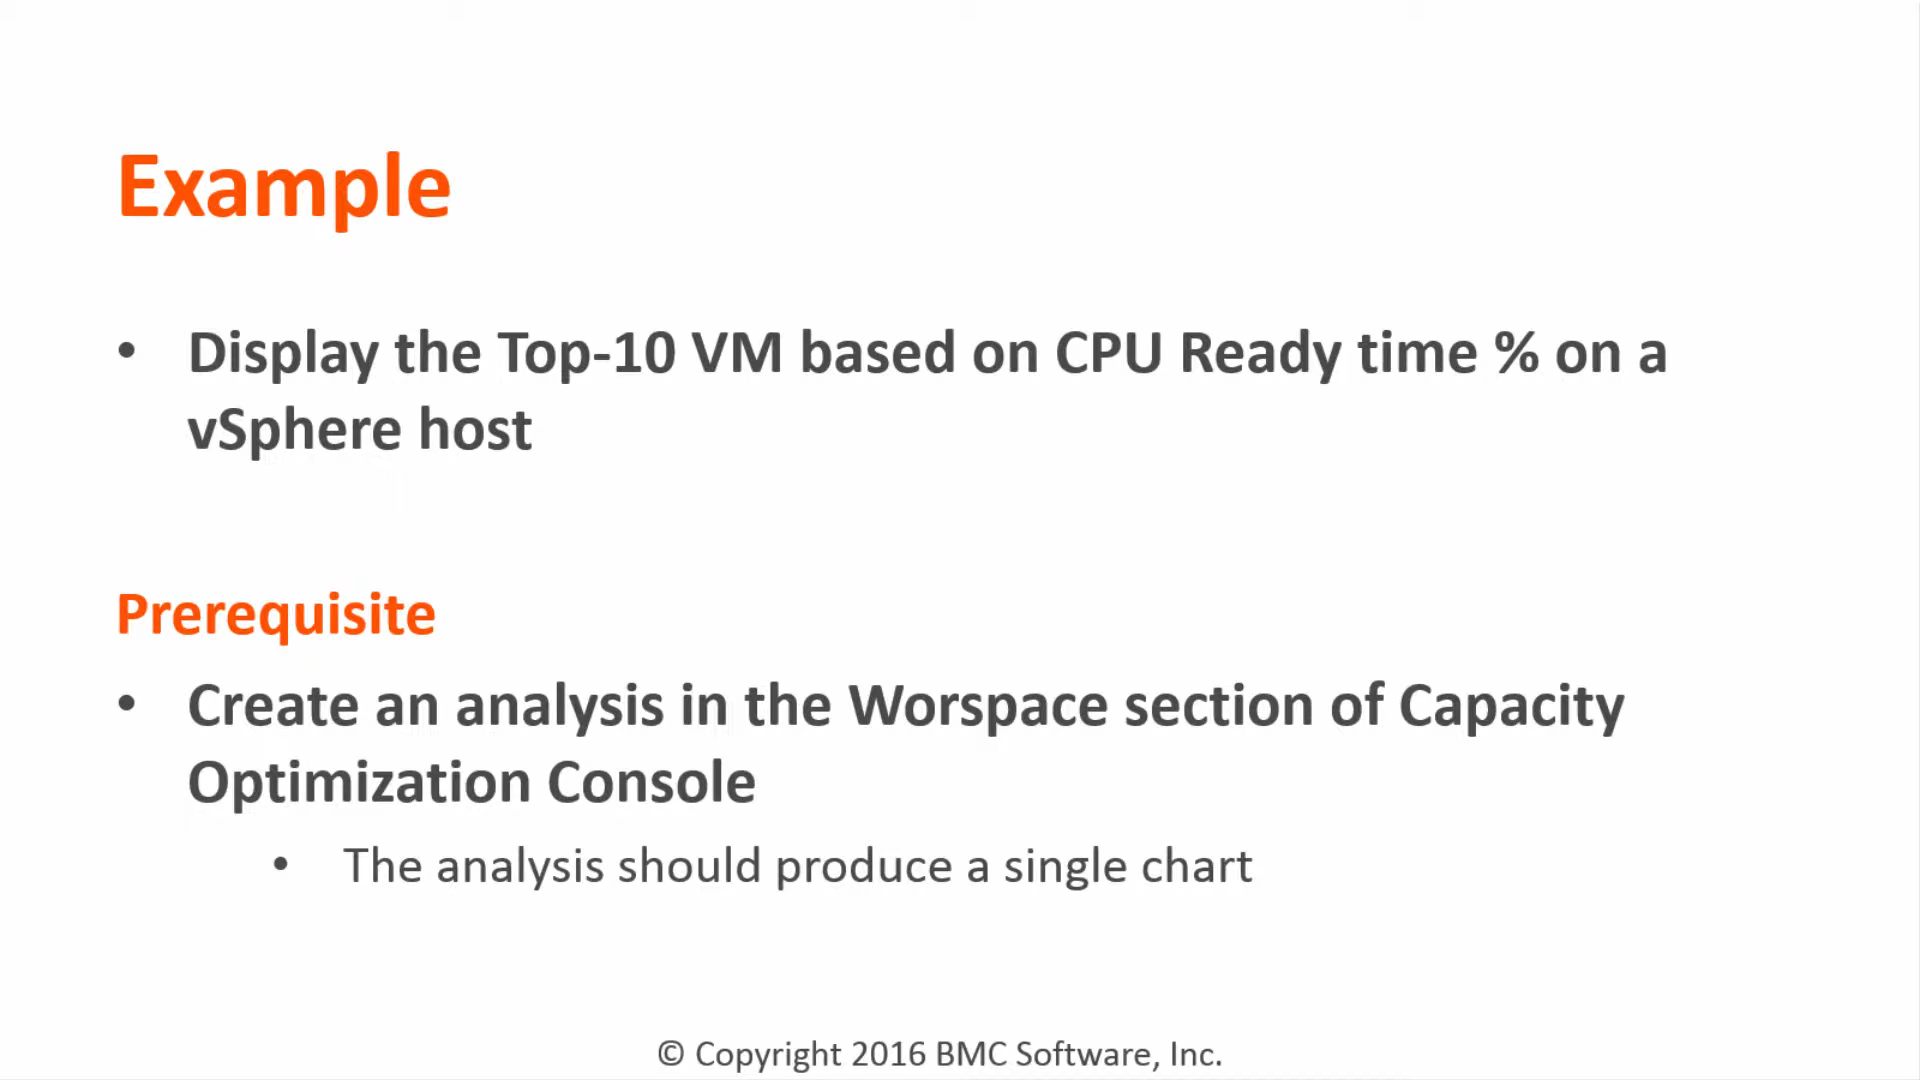 Example
• Display the Top-10 VM based on CPU Ready time % on a
vSphere host
Prerequisite
• Create an analysis in the Worspace section of Capacity
Optimization Console
• The analysis should produce a single chart
© Copyright 2016 BMC Software, Inc.